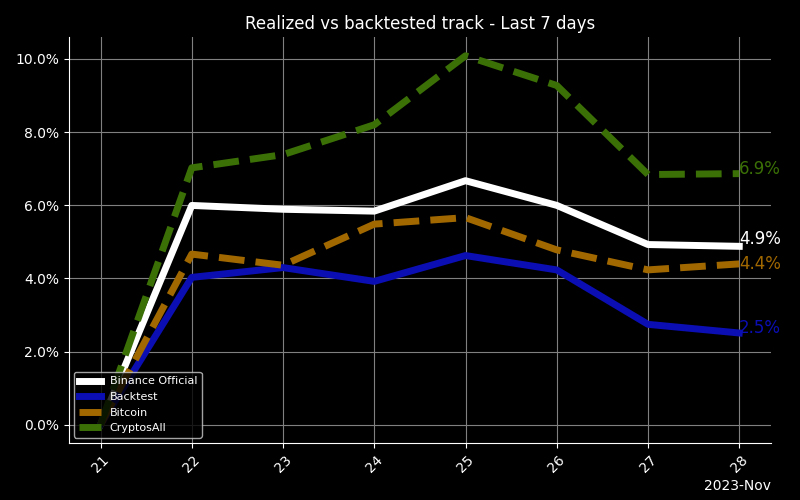 Realized vs backtested track - Last 7 days
10.0%
8.0%
6.0%
4.0%
2.0%
0.0%
6.9%
4.9%
4.4%
2.5%
Binance Official
Backtest
Bitcoin
CryptosAll
21 22 23 24 25 26 27 28
2023-Nov